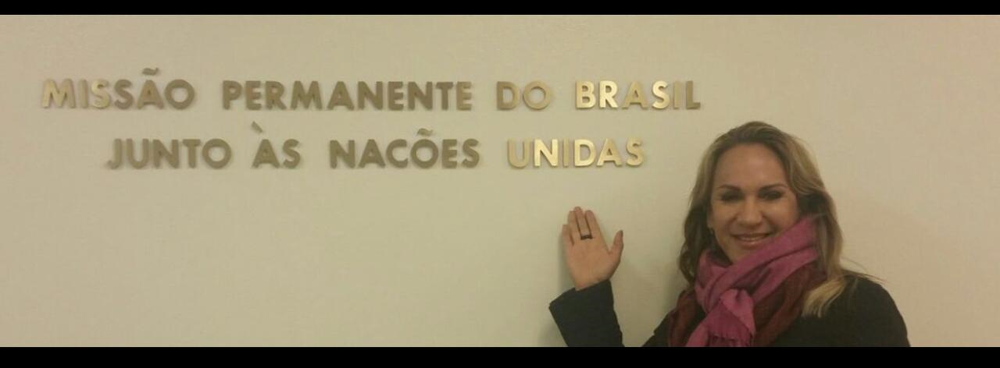 MISSÃO PERMANENTE DO BRASIL
JUNTO ÀS NACÕES UNIDAS